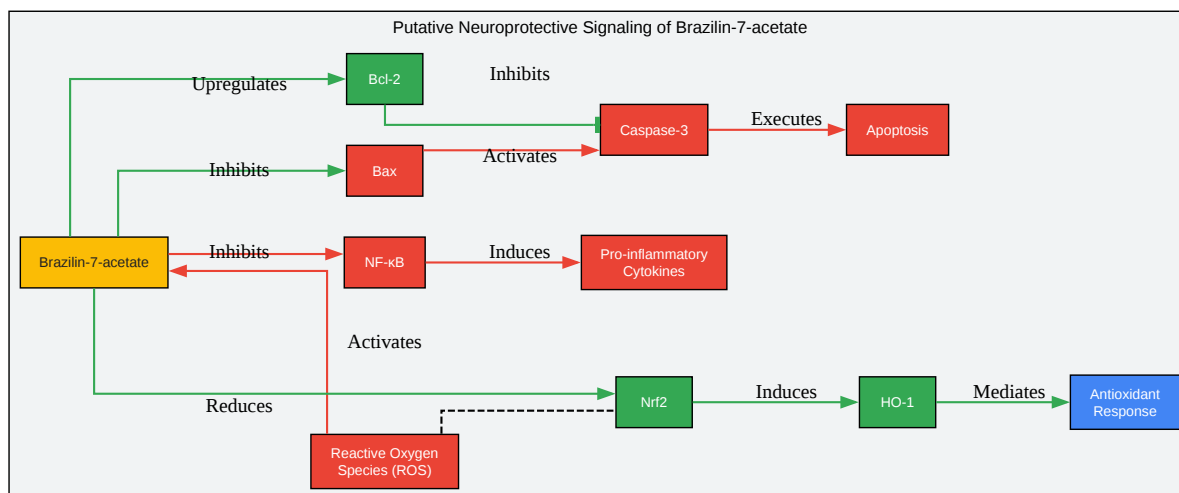 Putative Neuroprotective Signaling of Brazilin-7-acetate
Upregulates
Bcl-2
Inhibits
Caspase-3
Executes
Apoptosis
Inhibits
Bax
Activates
Brazilin-7-acetate
Inhibits
NF-κB
Induces
Pro-inflammatory
Cytokines
Activates
Reduces
Nrf2
Induces
HO-1
Mediates
Antioxidant
Response
Reactive Oxygen
Species (ROS)